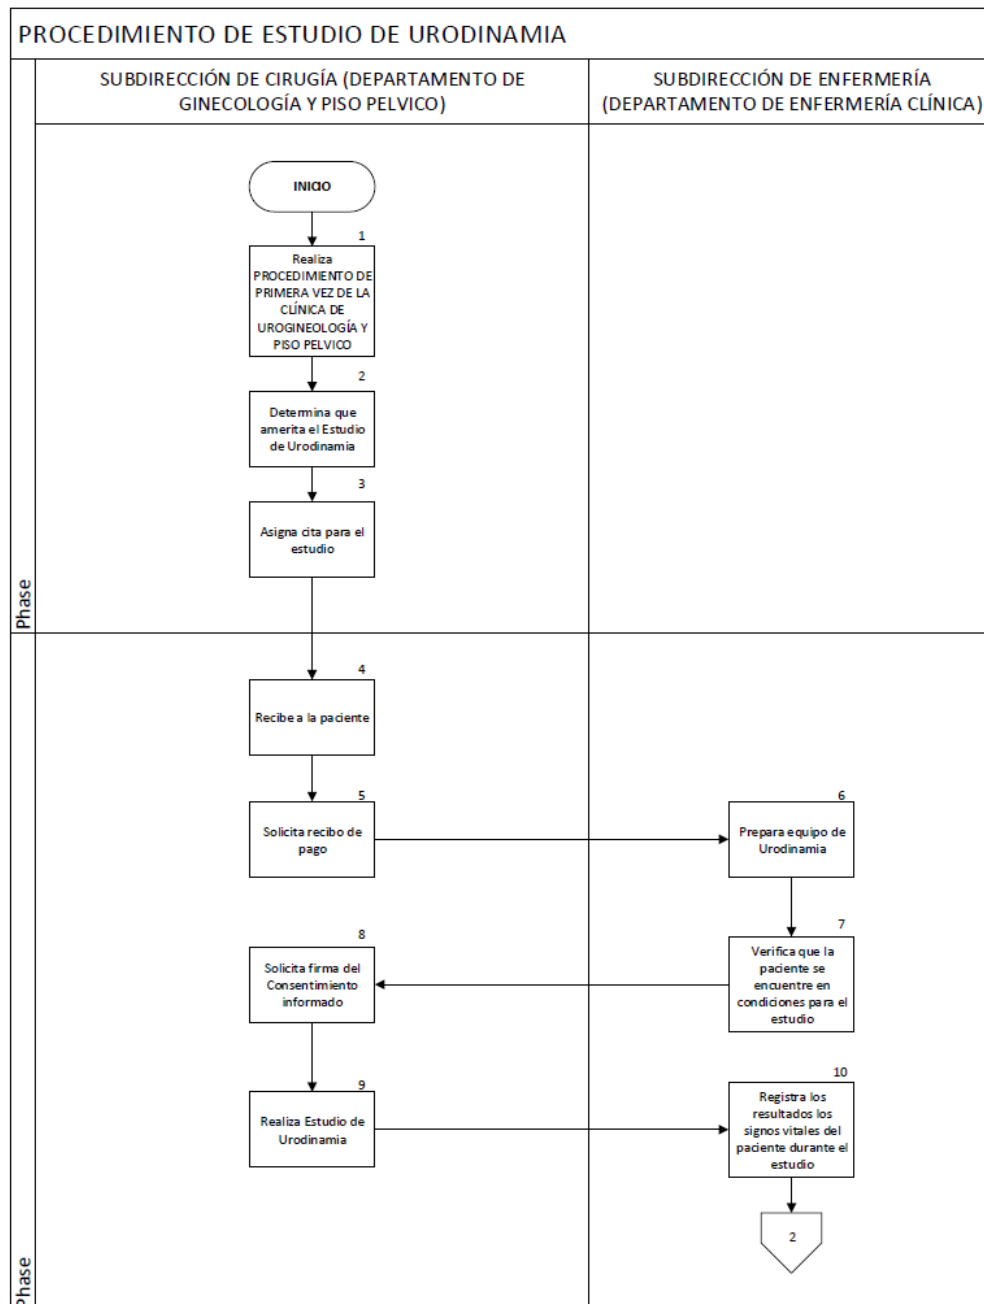 PROCEDIMIENTO DE ESTUDIO DE URODINAMIA
SUBDIRECCIÓN DE CIRUGÍA (DEPARTAMENTO DE
GINECOLOGÍA Y PISO PELVICO)
SUBDIRECCIÓN DE ENFERMERÍA
(DEPARTAMENTO DE ENFERMERÍA CLÍNICA)
INICIO
1
Realiza
PROCEDIMIENTO DE
PRIMERA VEZ DE LA
CLÍNICA DE
UROGINEOLOGÍA Y
PISO PELVICO
2
Determina que
amerita el Estudio
de Urodinamia
3
Asigna cita para el
estudio
Phase
4
Recibe a la paciente
5
Solicita recibo de
pago
6
Prepara equipo de
Urodinamia
7
Verifica que la
paciente se
encuentre en
condiciones para el
estudio
8
Solicita firma del
Consentimiento
informado
9
Realiza Estudio de
Urodinamia
10
Registra los
resultados los
signos vitales del
paciente durante el
estudio
2
Phase